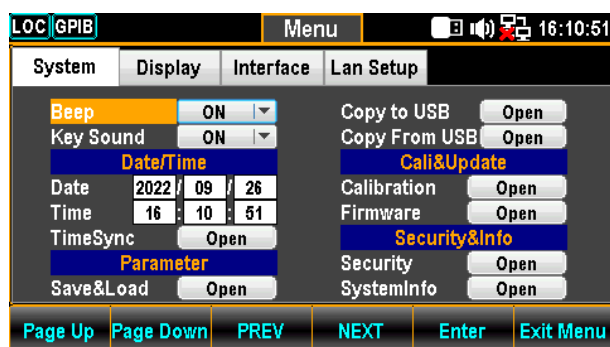 LOC GPIB Menu 16:10:51
System Display Interface Lan Setup
Beep ON
Key Sound ON
Date/Time
Date 2022 / 09 / 26
Time 16 : 10 : 51
TimeSync Open
Parameter
Save&Load Open
Copy to USB Open
Copy From USB Open
Cali&Update
Calibration Open
Firmware Open
Security&Info
Security Open
SystemInfo Open
Page Up Page Down PREV NEXT Enter Exit Menu